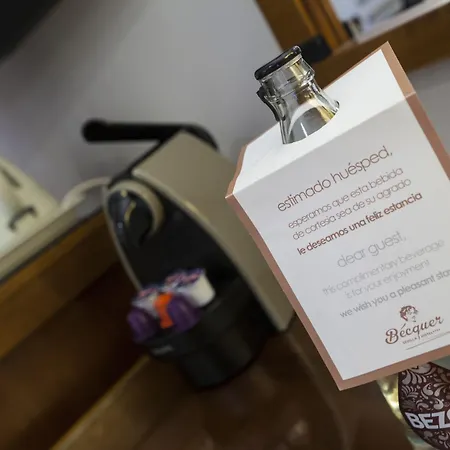 estimado huésped,
esperamos que esta bebida
de cortesía sea de su agrado
le deseamos una feliz estancia
dear guest,
this complimentary beverage
is for your enjoyment
we wish you a pleasant stay
Bécquer